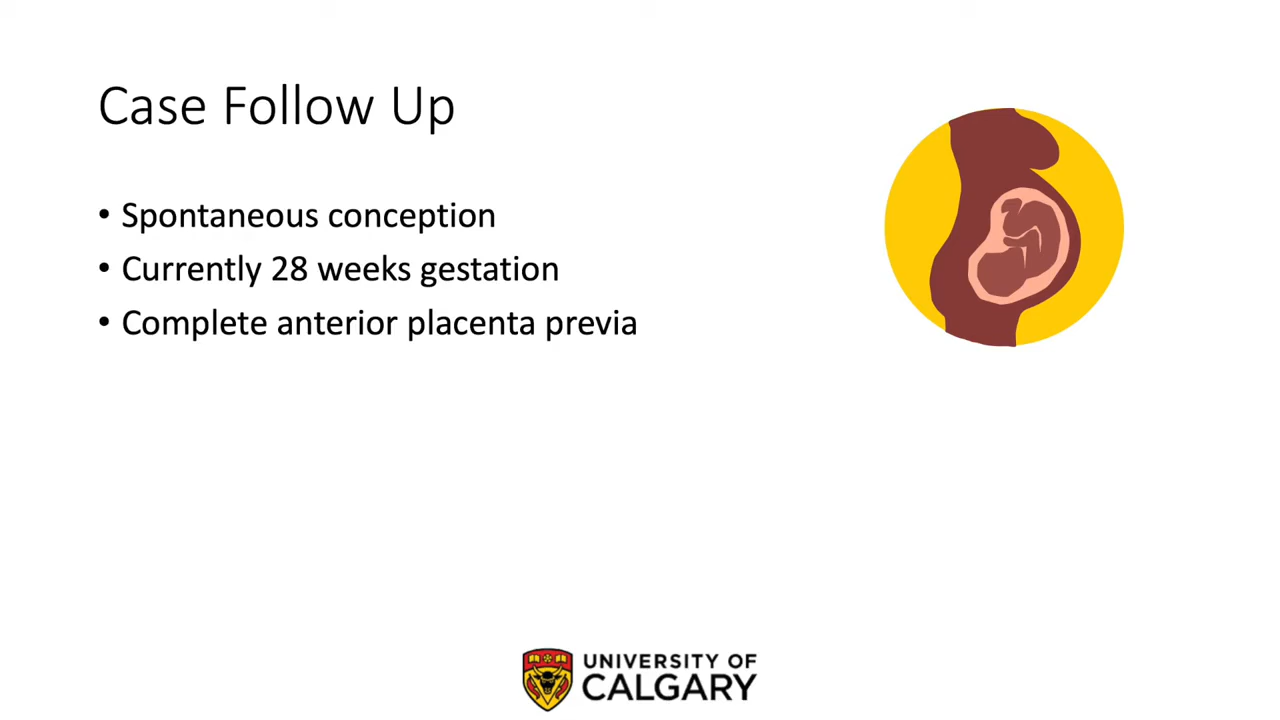 Case Follow Up
• Spontaneous conception
• Currently 28 weeks gestation
• Complete anterior placenta previa
UNIVERSITY OF
CALGARY